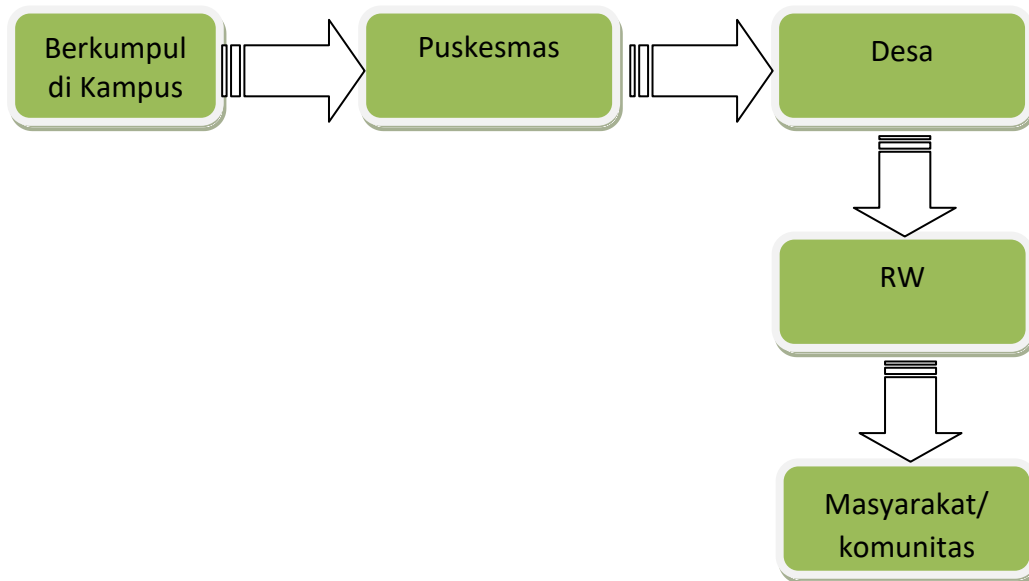 Berkumpul
di Kampus
Puskesmas
Desa
RW
Masyarakat/
komunitas